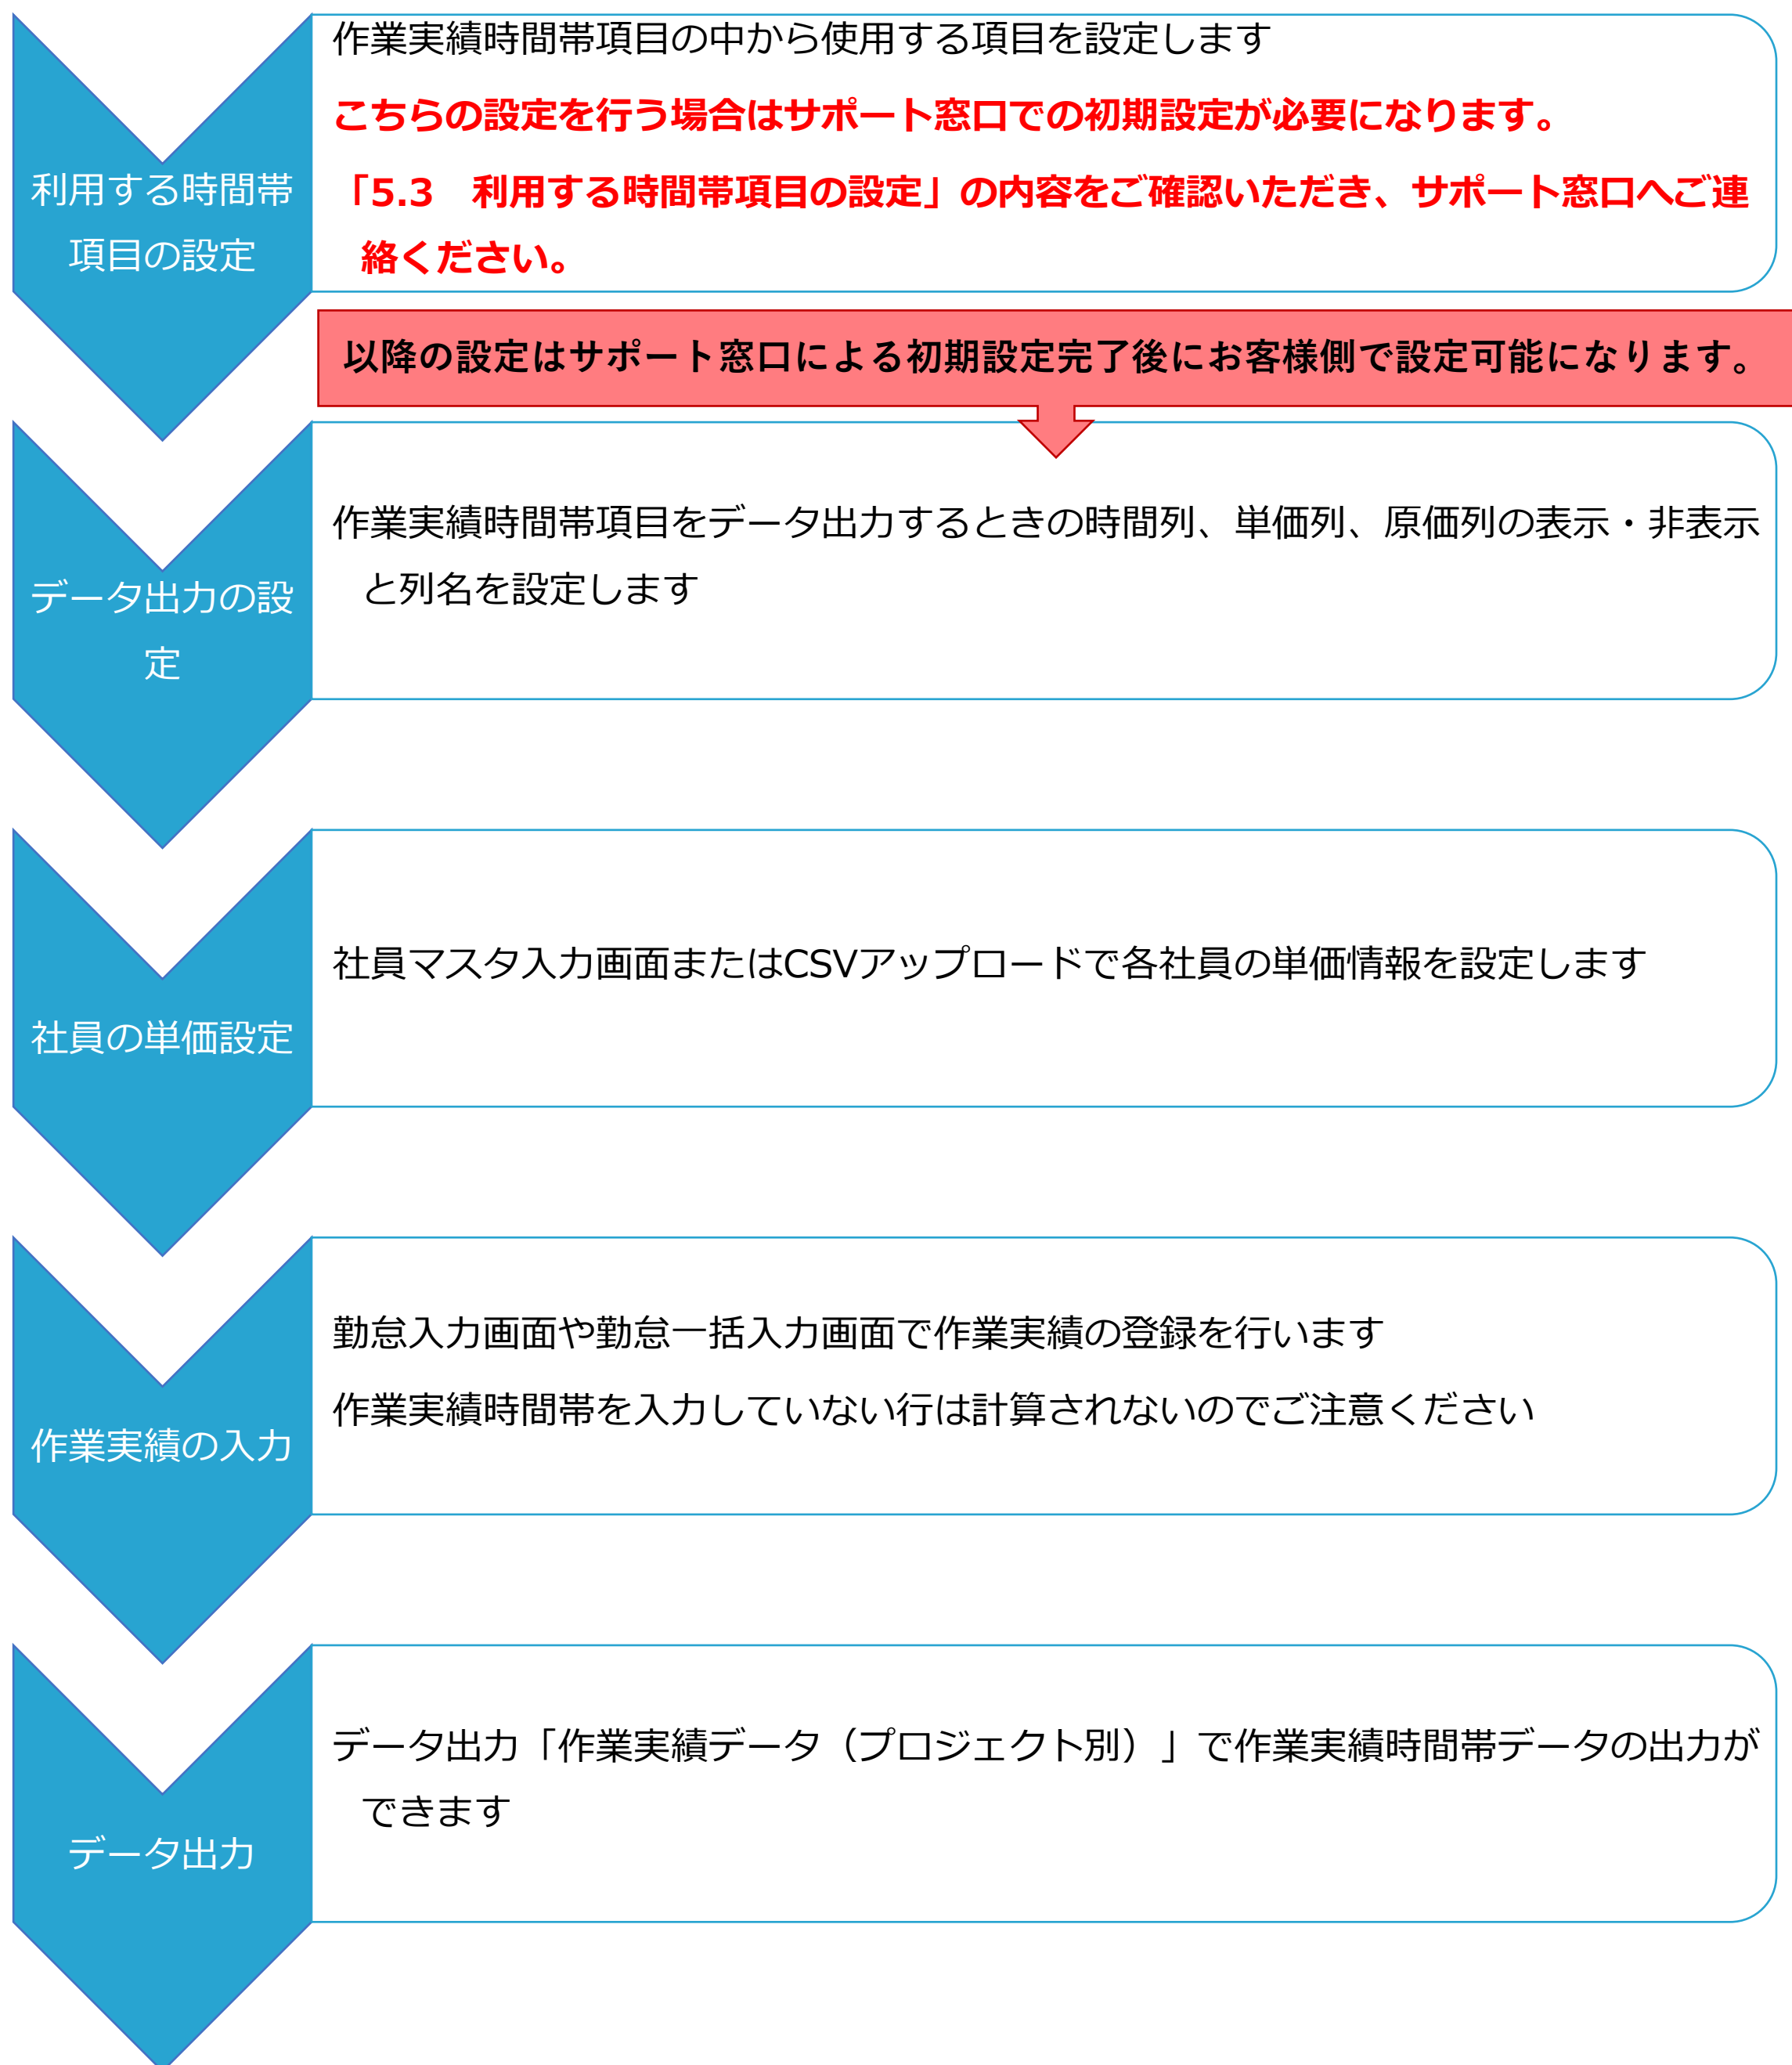 利用する時間帯
項目の設定
作業実績時間帯項目の中から使用する項目を設定します
こちらの設定を行う場合はサポート窓口での初期設定が必要になります。
「5.3　利用する時間帯項目の設定」の内容をご確認いただき、サポート窓口へご連
絡ください。
以降の設定はサポート窓口による初期設定完了後にお客様側で設定可能になります。
データ出力の設
定
作業実績時間帯項目をデータ出力するときの時間列、単価列、原価列の表示・非表示
と列名を設定します
社員の単価設定
社員マスタ入力画面またはCSVアップロードで各社員の単価情報を設定します
作業実績の入力
勤怠入力画面や勤怠一括入力画面で作業実績の登録を行います
作業実績時間帯を入力していない行は計算されないのでご注意ください
データ出力
データ出力「作業実績データ（プロジェクト別）」で作業実績時間帯データの出力が
できます